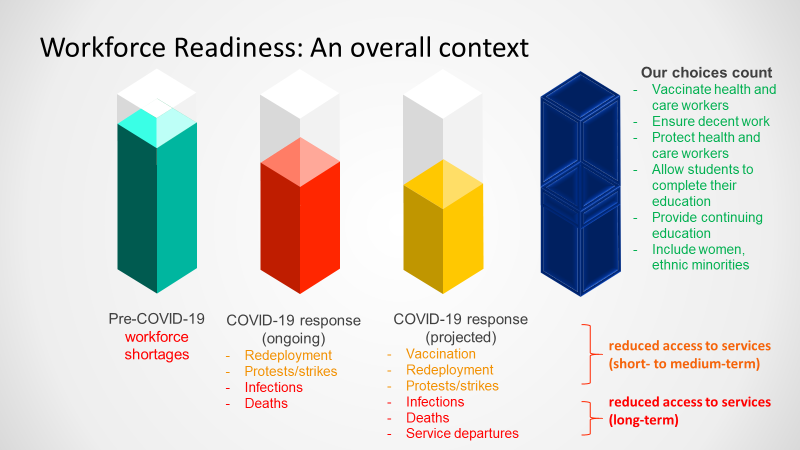 Workforce Readiness: An overall context
Our choices count
- Vaccinate health and
care workers
- Ensure decent work
- Protect health and
care workers
- Allow students to
complete their
education
- Provide continuing
education
- Include women,
ethnic minorities
Pre-COVID-19
workforce
shortages
COVID-19 response
(ongoing)
- Redeployment
- Protests/strikes
- Infections
- Deaths
COVID-19 response
(projected)
- Vaccination
- Redeployment
- Protests/strikes
- Infections
- Deaths
- Service departures
reduced access to services
(short- to medium-term)
reduced access to services
(long-term)